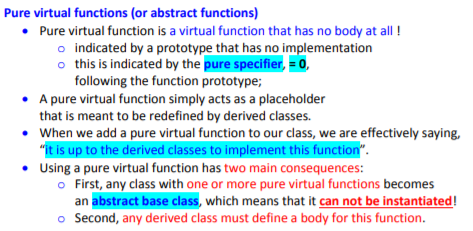 Pure virtual functions (or abstract functions)
• Pure virtual function is a virtual function that has no body at all !
o indicated by a prototype that has no implementation
o this is indicated by the pure specifier, = 0,
following the function prototype;
• A pure virtual function simply acts as a placeholder
that is meant to be redefined by derived classes.
• When we add a pure virtual function to our class, we are effectively saying,
“it is up to the derived classes to implement this function”.
• Using a pure virtual function has two main consequences:
o First, any class with one or more pure virtual functions becomes
an abstract base class, which means that it can not be instantiated!
o Second, any derived class must define a body for this function.